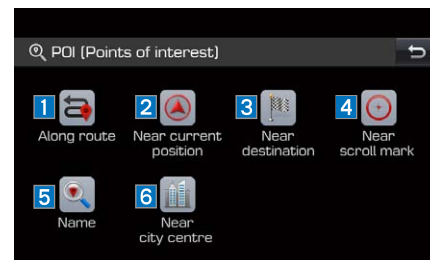 POI (Points of interest)
1
2
3
4
Along route
Near current
position
Near
destination
Near
scroll mark
5
6
Name
Near
city centre